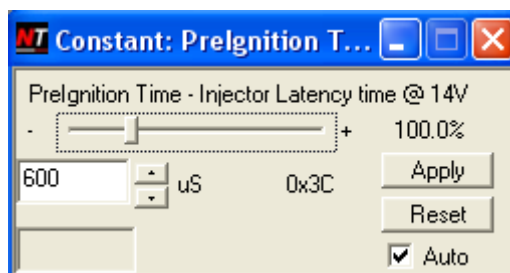 NT Constant: PreIgnition T...
PreIgnition Time - Injector Latency time @ 14V
- + 100.0%
600 uS 0x3C Apply
Reset
Auto